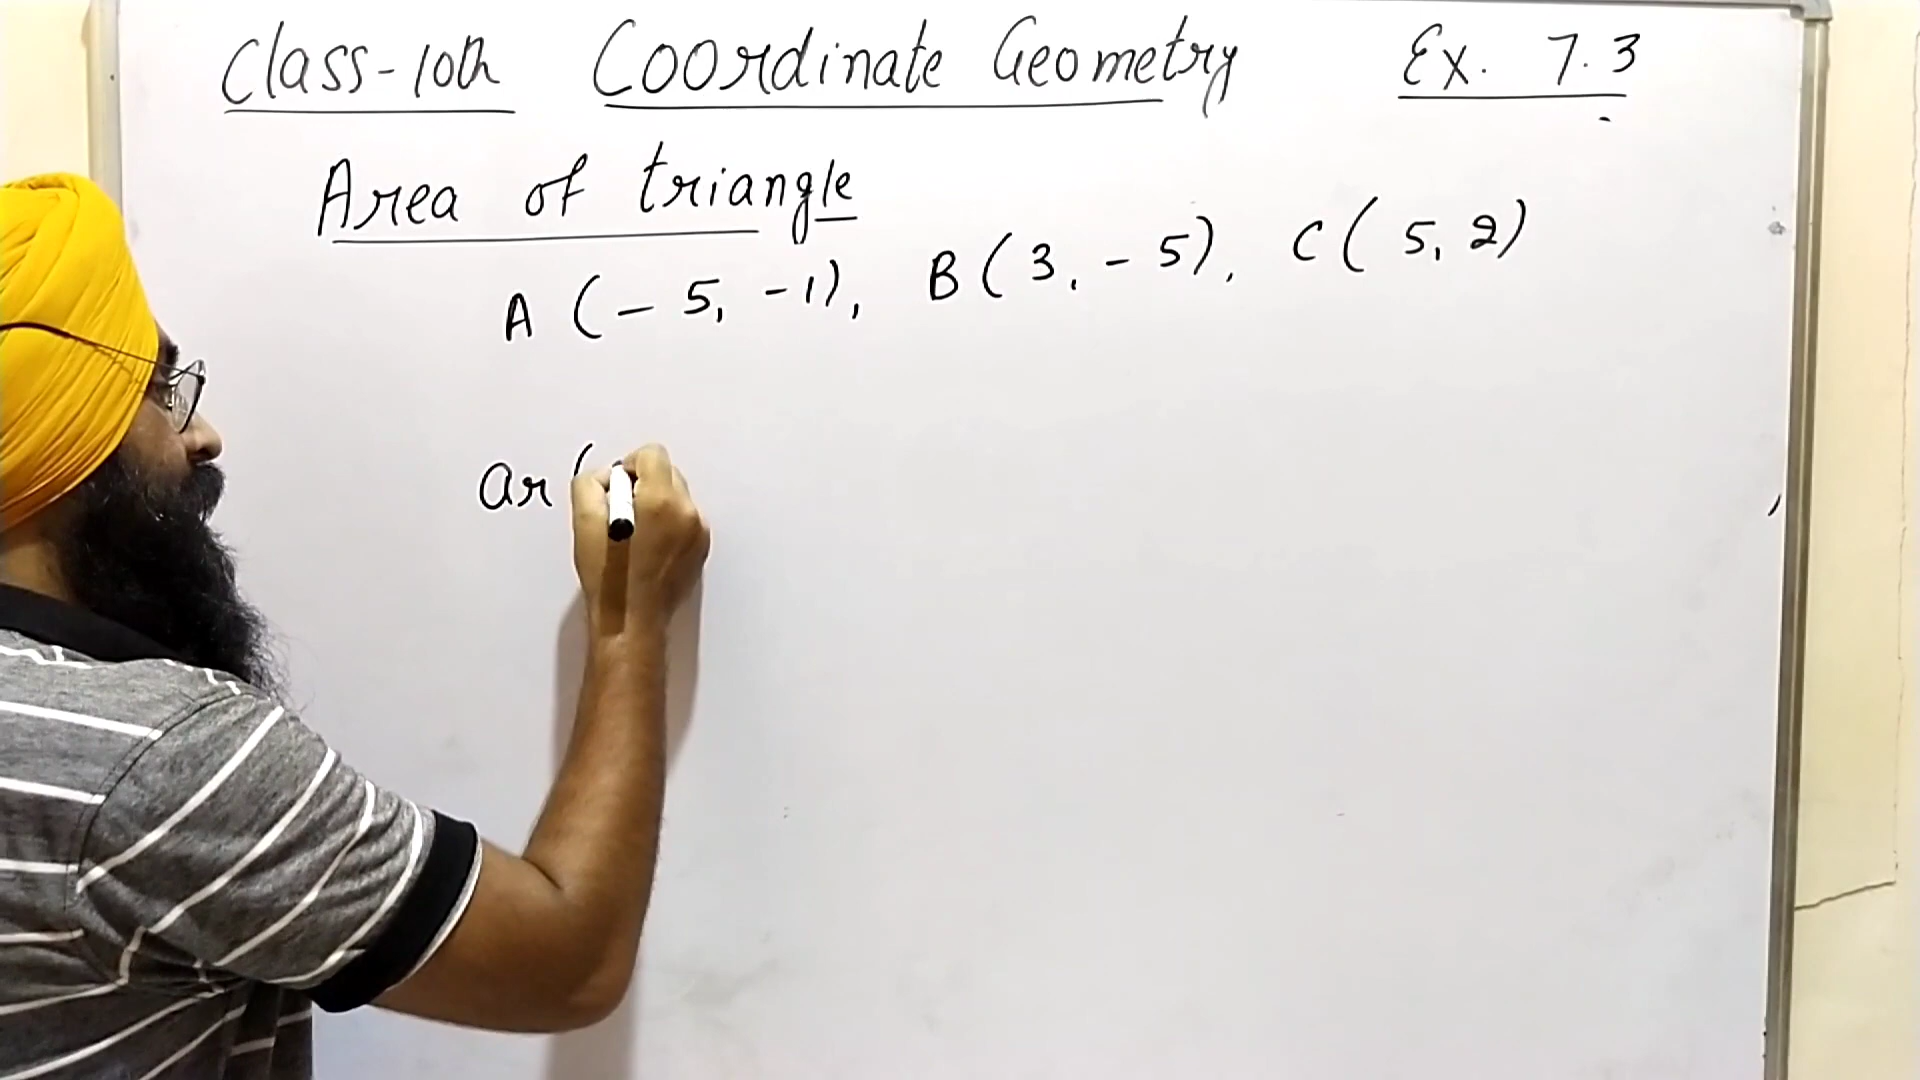 Class-10th Coordinate Geometry Ex. 7.3
Area of triangle
A (-5, -1), B (3, -5), C (5, 2)
ar (